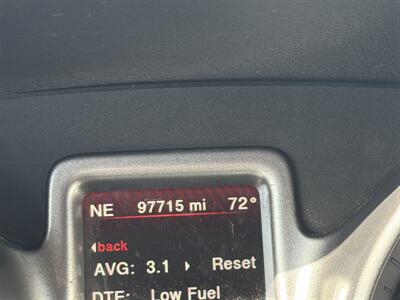 NE 97715 mi 72°
back
AVG: 3.1 Reset
DTE: Low Fuel